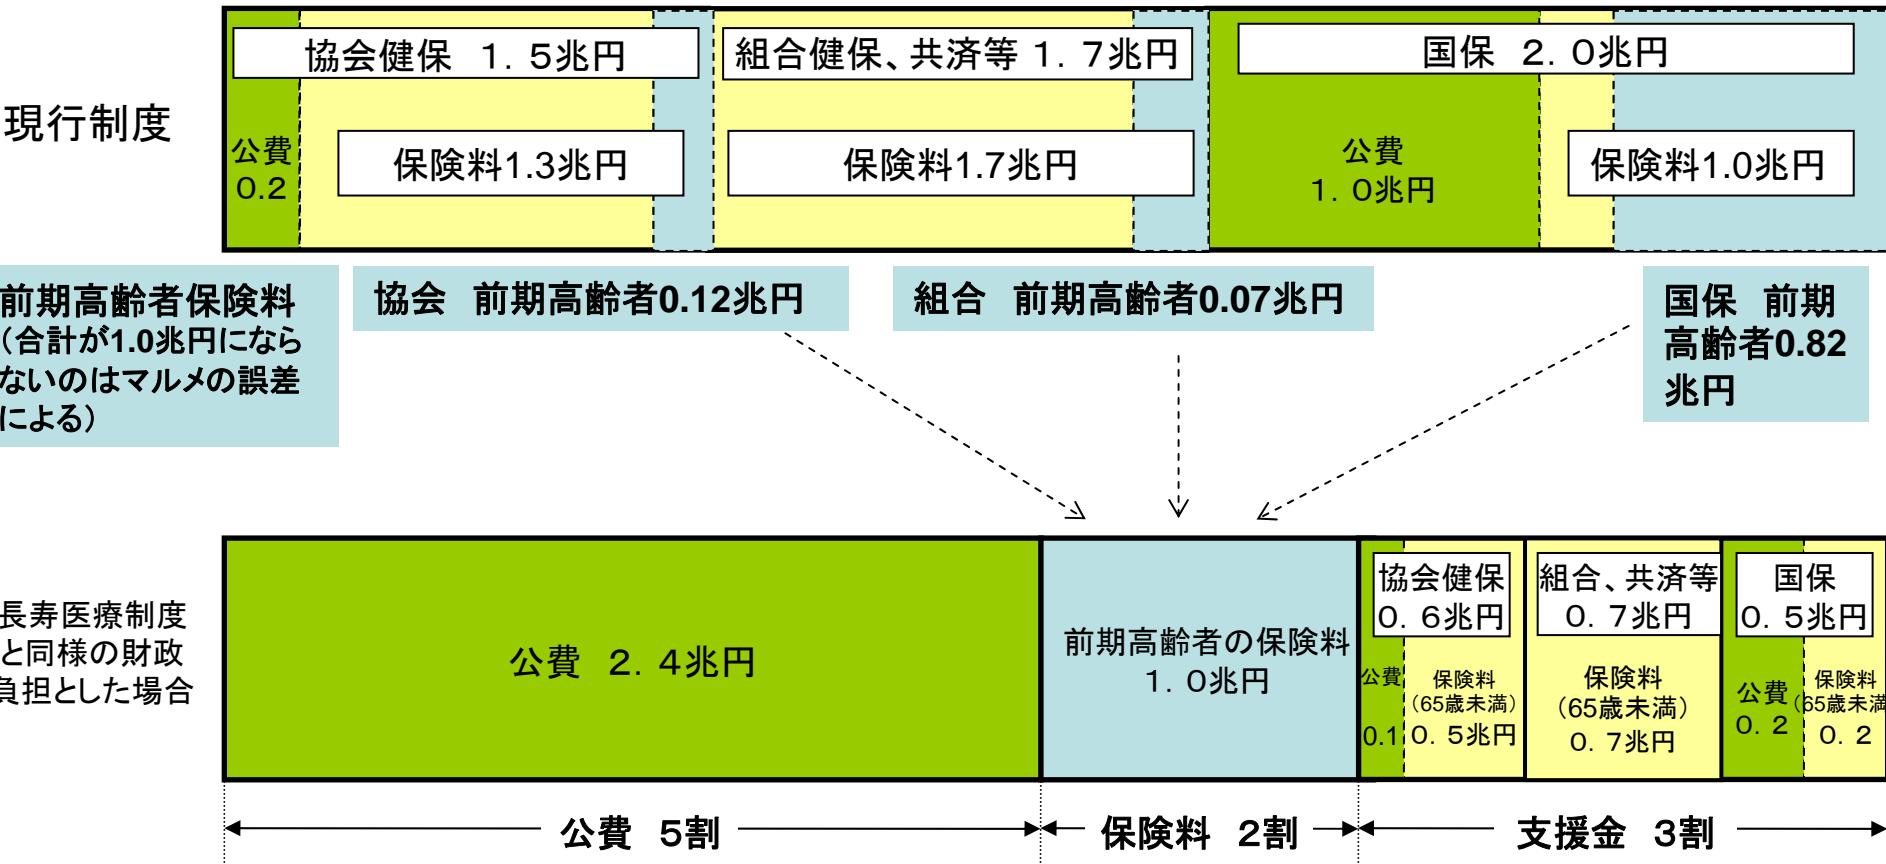 現行制度
協会健保　１．５兆円
組合健保、共済等 １．７兆円
国保　２．０兆円
公費
０.２
保険料1.3兆円
保険料1.7兆円
公費
１．０兆円
保険料1.0兆円
前期高齢者保険料
（合計が1.0兆円になら
ないのはマルメの誤差
による）
協会　前期高齢者0.12兆円
組合　前期高齢者0.07兆円
国保　前期
高齢者0.82
兆円
長寿医療制度
と同様の財政
負担とした場合
公費　２．４兆円
前期高齢者の保険料
１．０兆円
協会健保
０．６兆円
公費
0.1
保険料
（65歳未満）
０．５兆円
組合、共済等
０．７兆円
保険料
（65歳未満）
０．７兆円
国保
０．５兆円
公費
０．２
保険料
（65歳未満
０．２
公費　５割
保険料　２割
支援金　３割